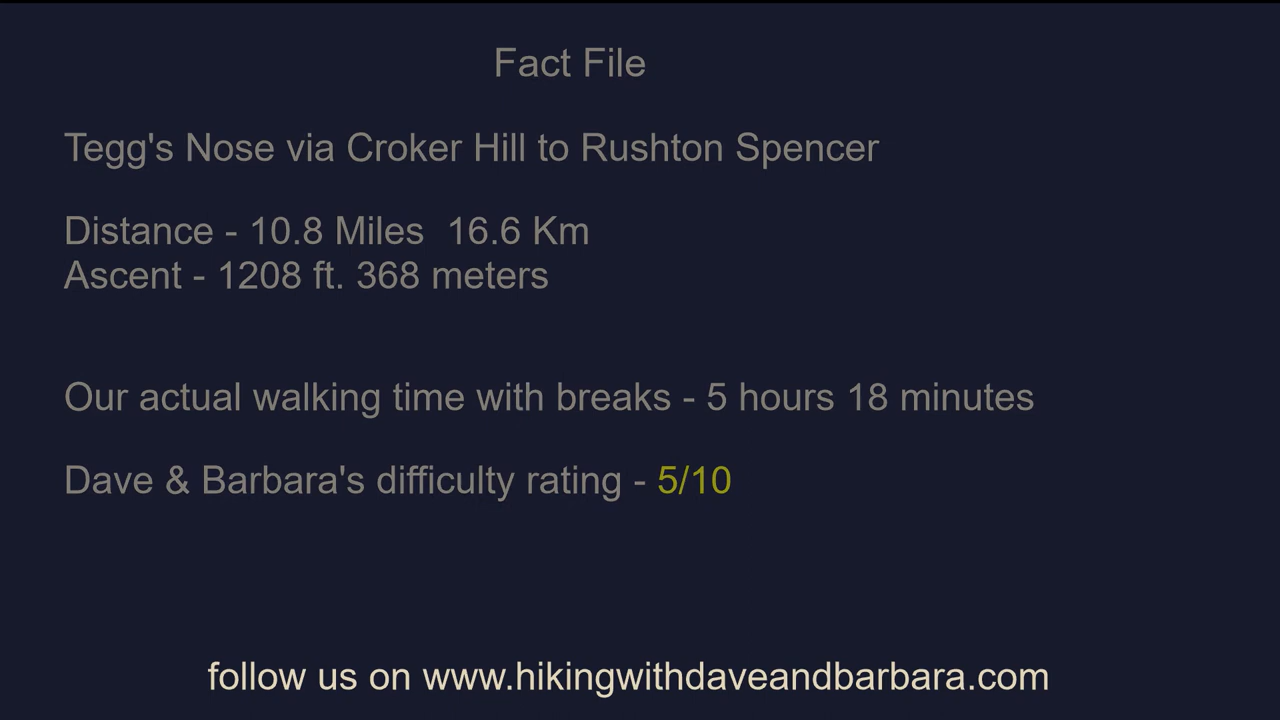 Fact File
Tegg's Nose via Croker Hill to Rushton Spencer
Distance - 10.8 Miles  16.6 Km
Ascent - 1208 ft. 368 meters
Our actual walking time with breaks - 5 hours 18 minutes
Dave & Barbara's difficulty rating - 5/10
follow us on www.hikingwithdaveandbarbara.com